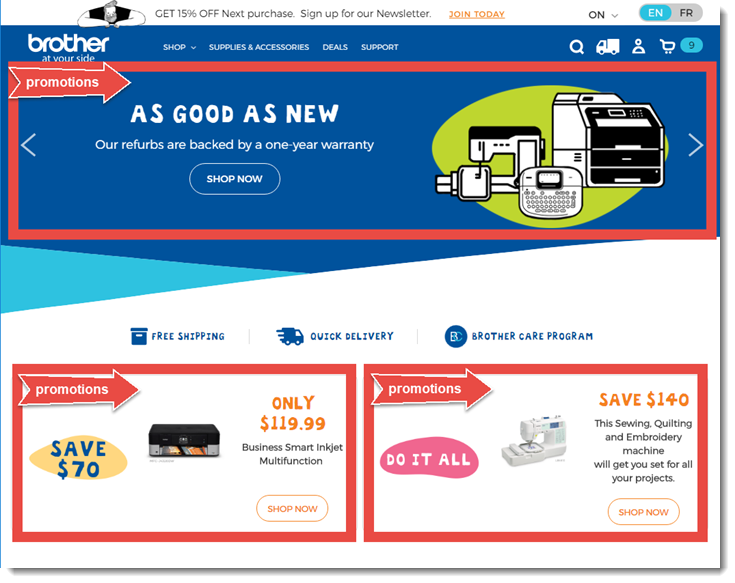 GET 15% OFF Next purchase. Sign up for our Newsletter. JOIN TODAY ON EN FR
brother
at your side
SHOP SUPPLIES & ACCESSORIES DEALS SUPPORT 9
promotions
AS GOOD AS NEW
Our refurbs are backed by a one-year warranty
SHOP NOW
FREE SHIPPING QUICK DELIVERY BROTHER CARE PROGRAM
promotions
ONLY
$119.99
SAVE
$70
Business Smart Inkjet
Multifunction
SHOP NOW
promotions
SAVE $140
DO IT ALL
This Sewing, Quilting
and Embroidery
machine
will get you set for all
your projects.
SHOP NOW